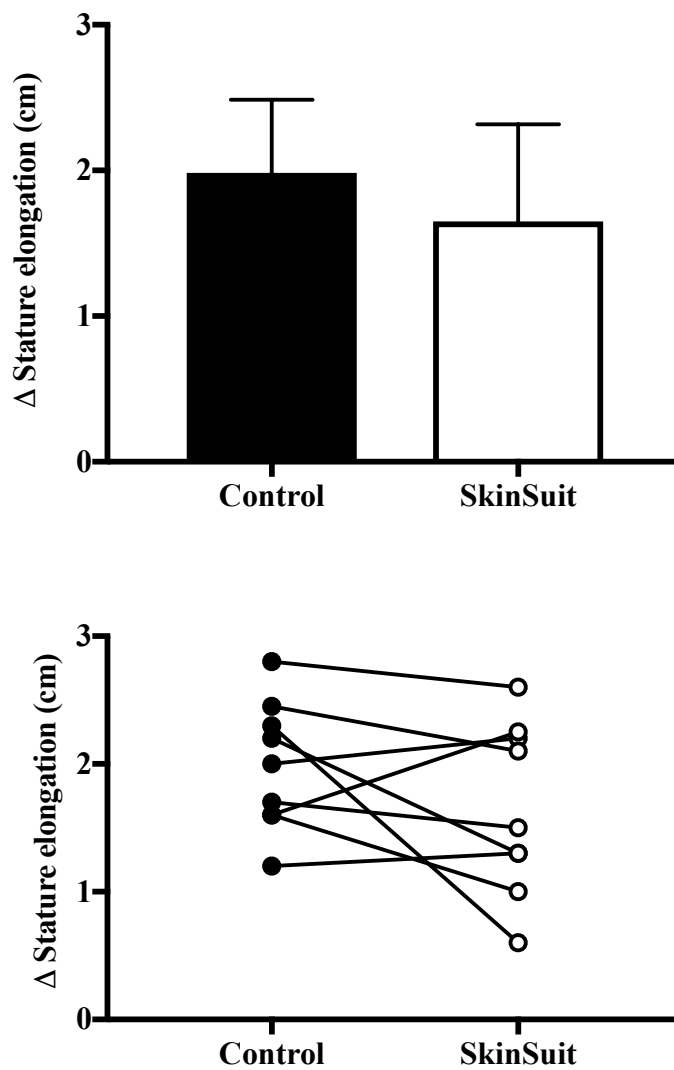 Δ Stature elongation (cm)
3
2
1
0
Control SkinSuit
Δ Stature elongation (cm)
3
2
1
0
Control SkinSuit